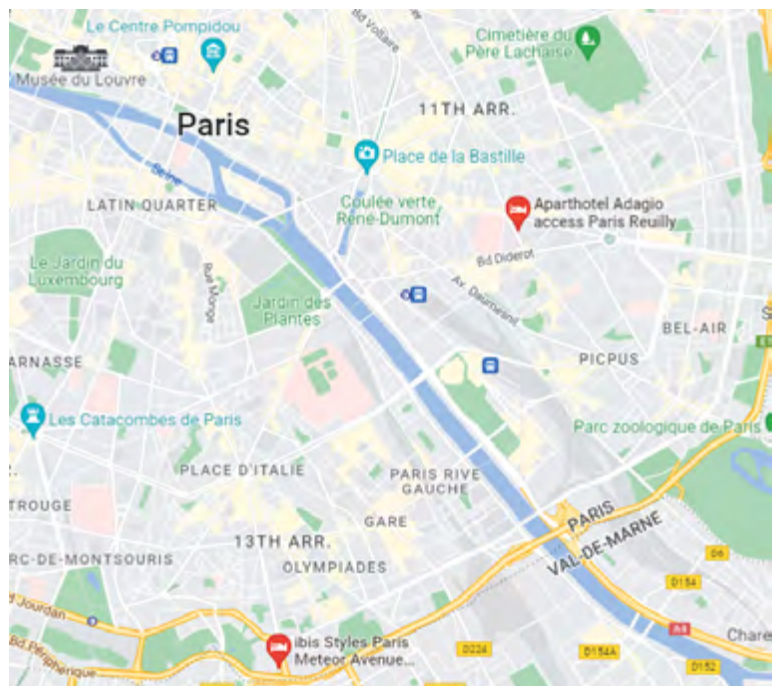 Le Centre Pompidou
Bd Voltaire
Cimetière du
Père Lachaise
Musée du Louvre
11TH ARR.
Paris
Place de la Bastille
Seine
LATIN QUARTER
Coulée verte
René-Dumont
Aparthotel Adagio
access Paris Reuilly
Bd Diderot
Le Jardin du
Luxembourg
Rue Monge
Jardin des
Plantes
Av. Daumesnil
BEL-AIR
ARNASSE
PICPUS
Les Catacombes de Paris
Parc zoologique de Paris
PLACE D'ITALIE
PARIS RIVE
GAUCHE
TROUGE
GARE
PARIS
VAL-DE-MARNE
13TH ARR.
RC-DE-MONTSOURIS
OLYMPIADES
D6
D154
d Jourdan
A4
Chare
Bd Périphérique
ibis Styles Paris
Meteor Avenue...
D224
D154A
D152